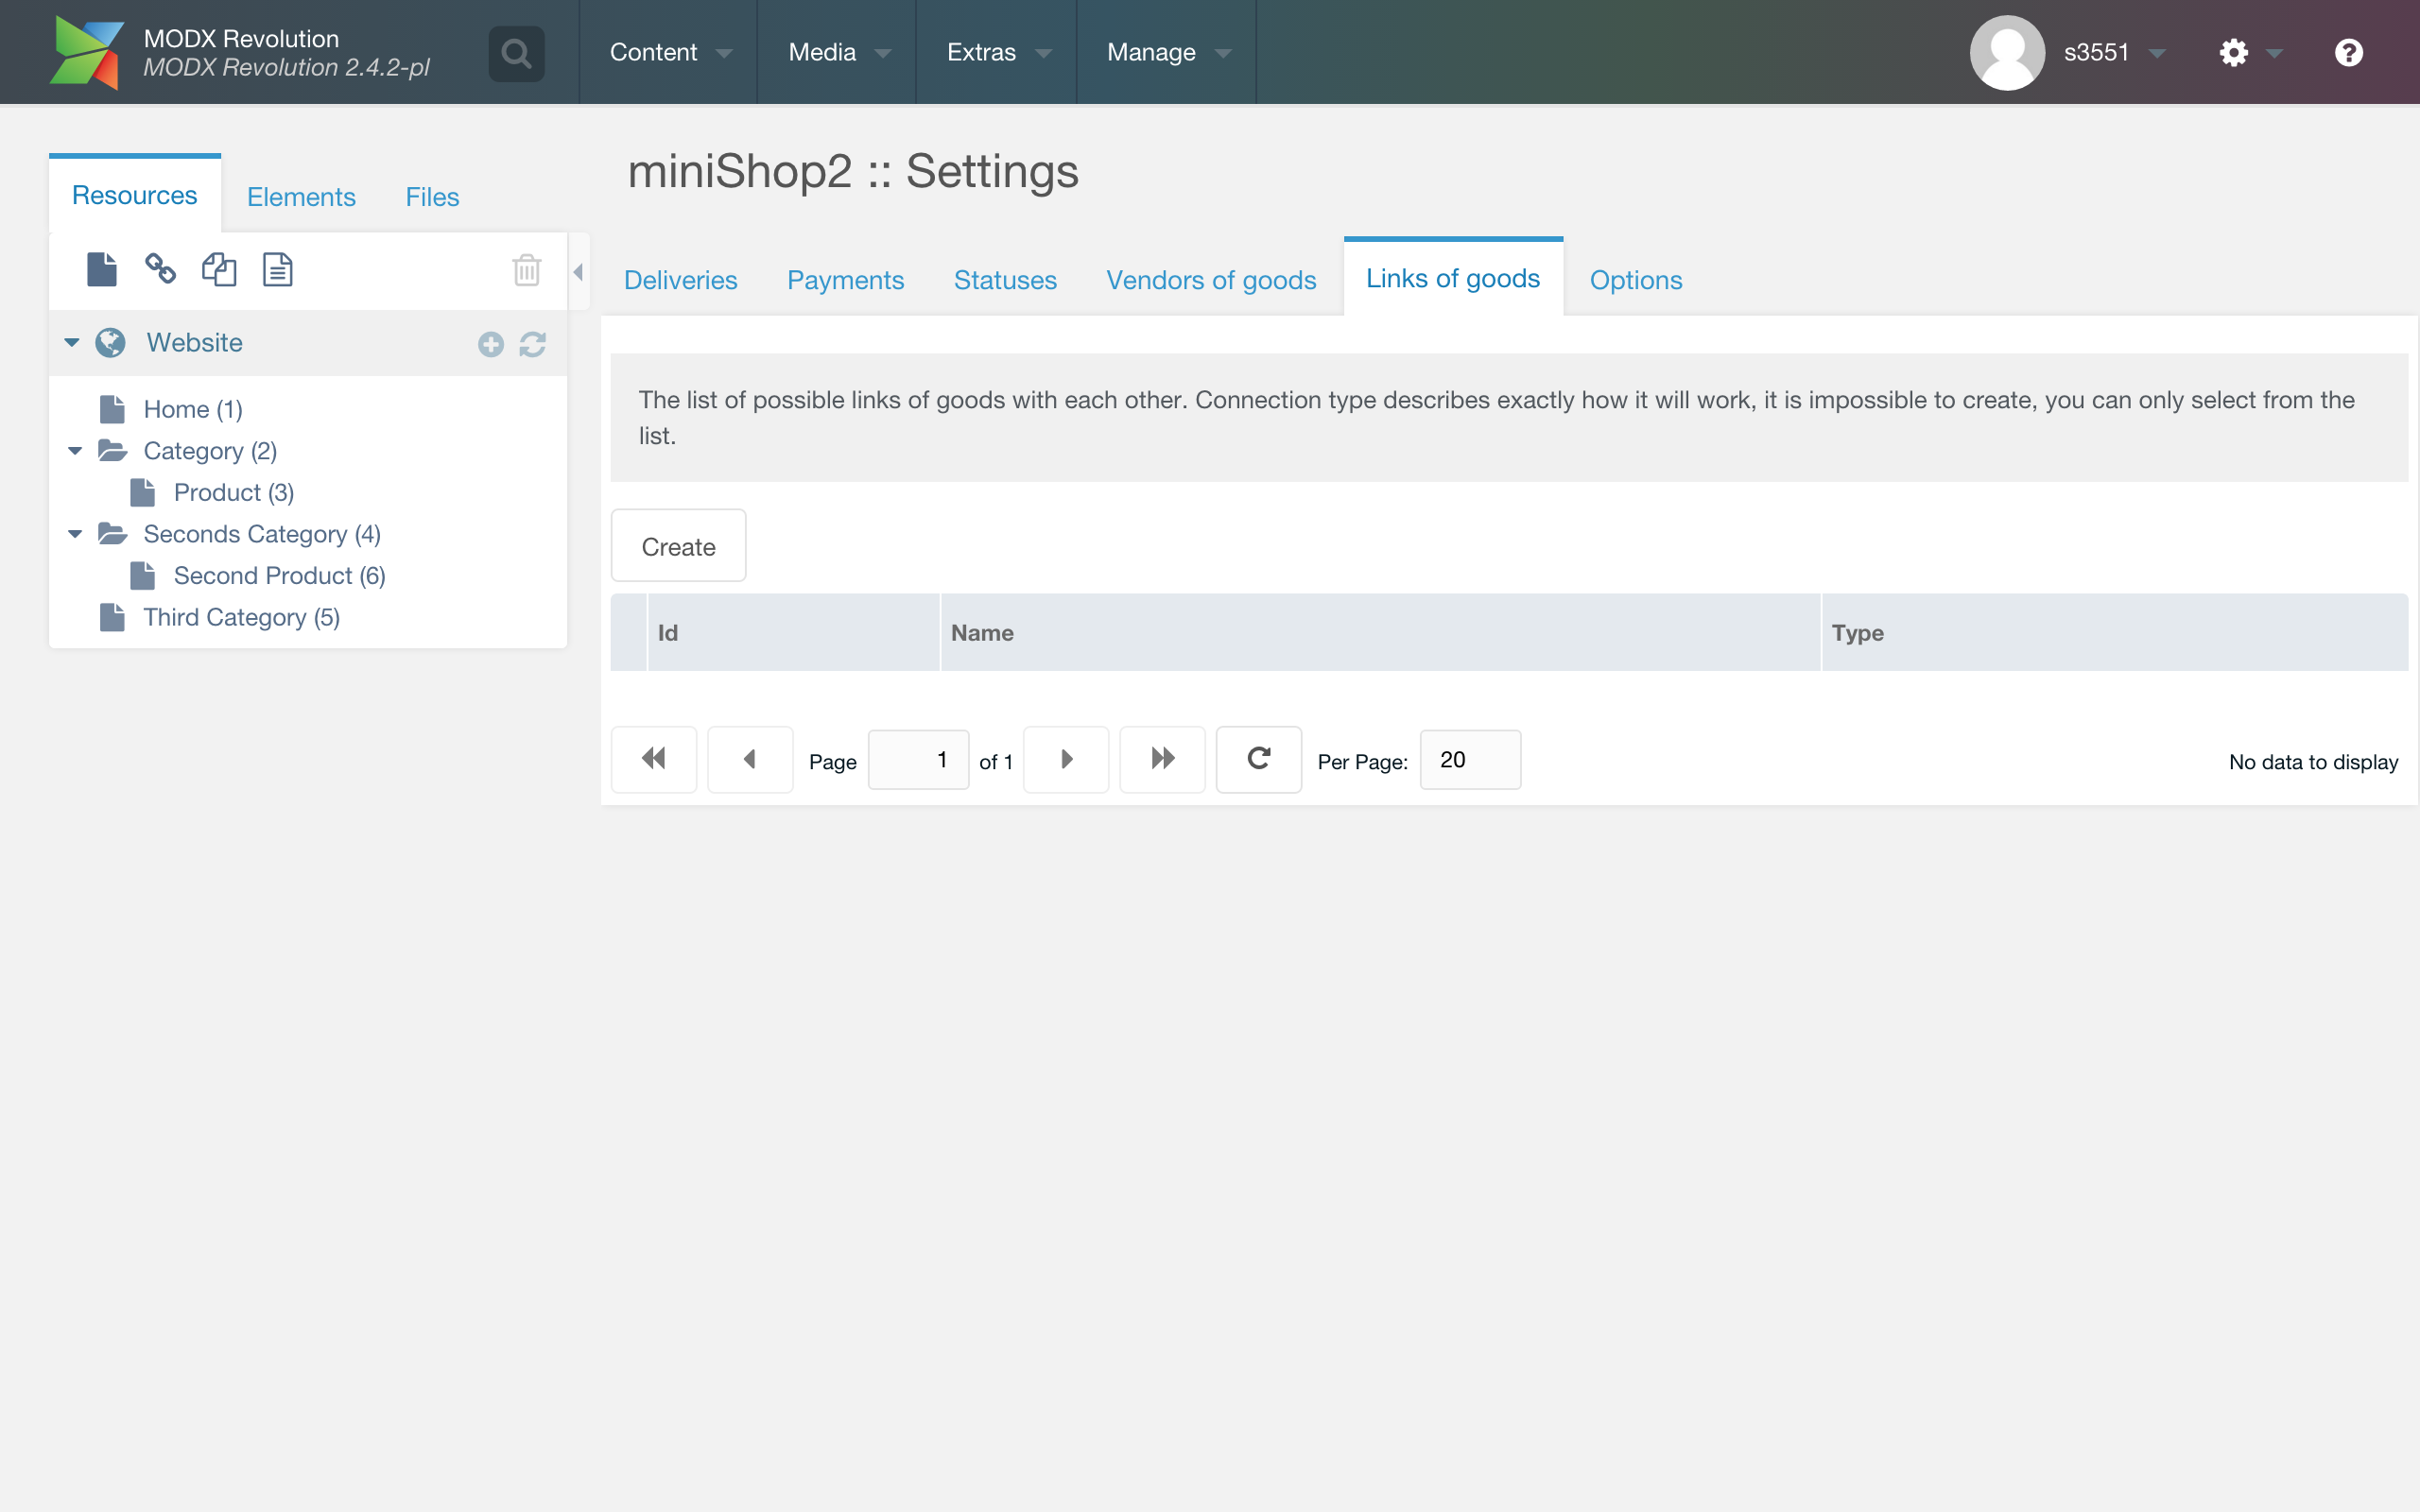 MODX Revolution
MODX Revolution 2.4.2-pl
Content
Media
Extras
Manage
s3551
Resources
Elements
Files
Website
Home (1)
Category (2)
Product (3)
Seconds Category (4)
Second Product (6)
Third Category (5)
miniShop2 :: Settings
Deliveries
Payments
Statuses
Vendors of goods
Links of goods
Options
The list of possible links of goods with each other. Connection type describes exactly how it will work, it is impossible to create, you can only select from the
list.
Create
Id
Name
Type
Page
1
of 1
Per Page:
20
No data to display